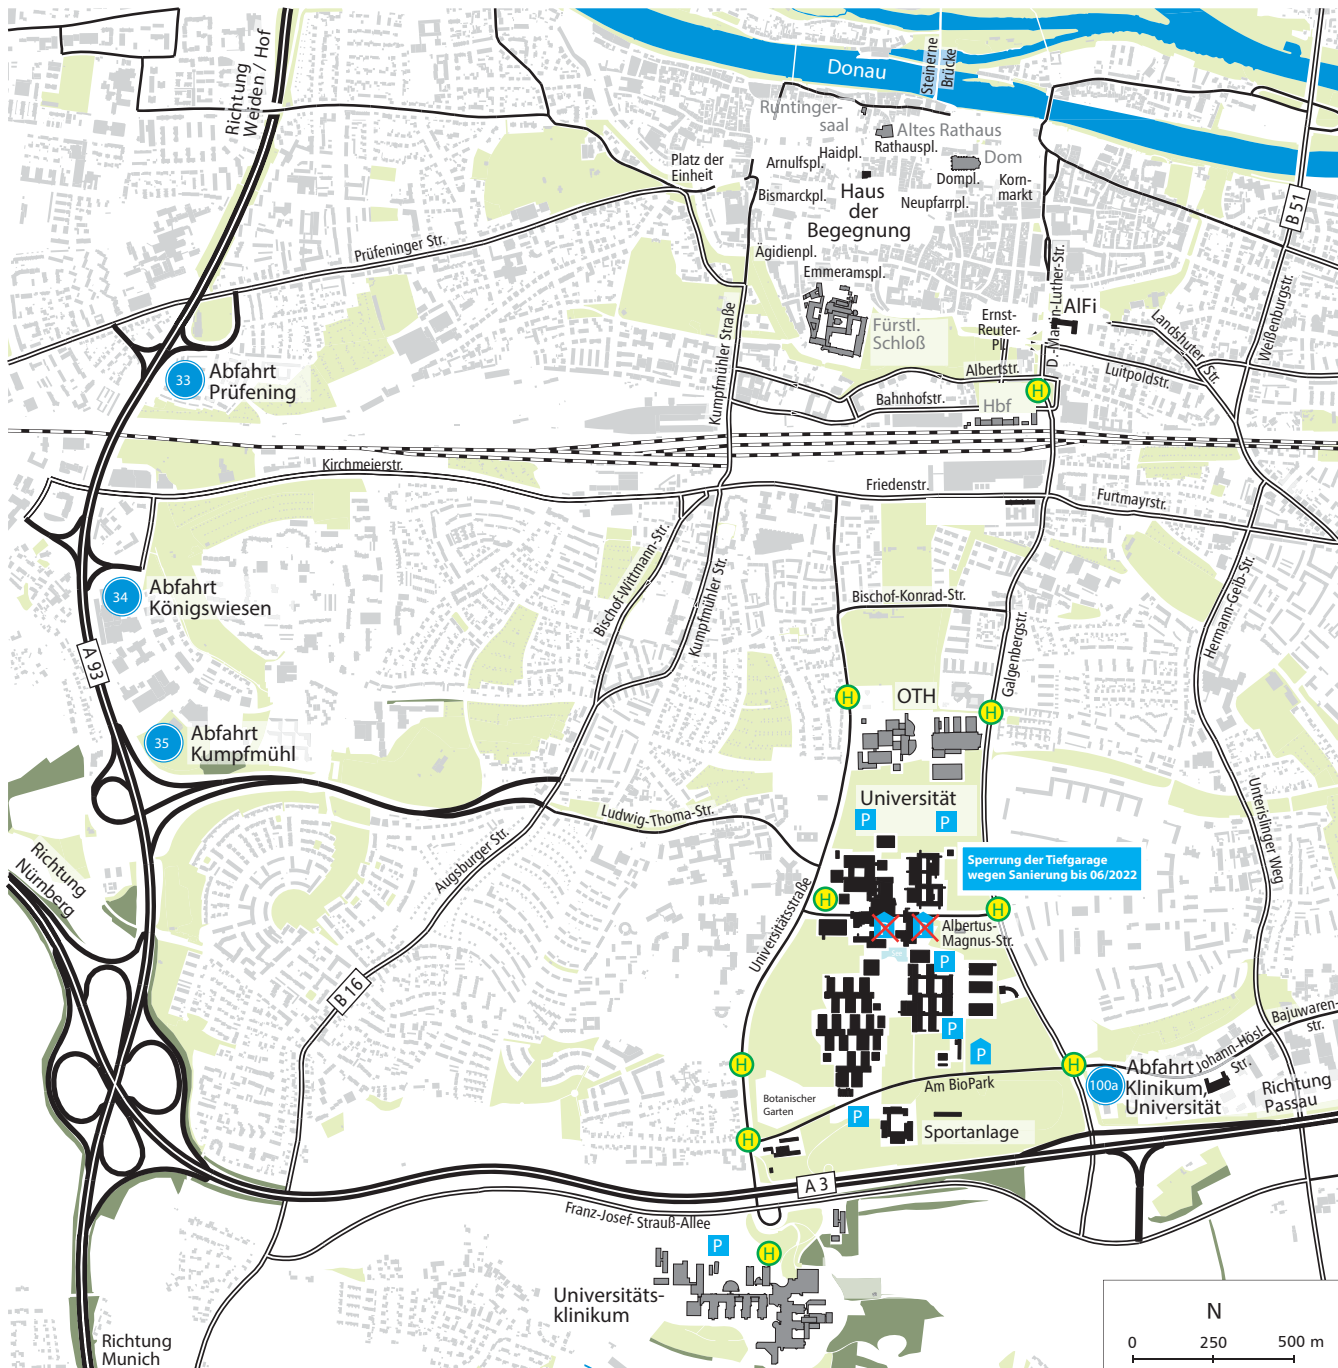 Richtung
Weiden / Hof
Donau
Steinerne
Brücke
Runtinger-
saal
Altes Rathaus
Rathauspl.
Haidpl.
Arnulfspl.
Dom
Dompl.
Korn-
markt
Platz der
Einheit
Bismarckpl.
Haus
der
Begegnung
Neupfarrpl.
B 51
Prüfeninger Str.
Ägidienpl.
Emmeramspl.
Kumpfmühler Straße
Fürstl.
Schloß
Ernst-
Reuter-
Pl.
D.-Martin-Luther-Str.
AlFi
Landshuter Str.
Weißenburgstr.
Luitpoldstr.
Albertstr.
Bahnhofstr.
Hbf
H
33
Abfahrt
Prüfening
Kirchmeierstr.
Friedenstr.
Furtmayrstr.
34
Abfahrt
Königswiesen
Bischof-Wittmann-Str.
Kumpfmühler Str.
Bischof-Konrad-Str.
Galgenbergstr.
Hermann-Geib-Str.
A 93
H
OTH
H
35
Abfahrt
Kumpfmühl
Ludwig-Thoma-Str.
Universität
P
P
Unterislinger Weg
Richtung
Nürnberg
Augsburger Str.
Sperrung der Tiefgarage
wegen Sanierung bis 06/2022
H
H
Universitätsstraße
Albertus-
Magnus-Str.
P
B 16
P
P
Bajuwaren-
str.
Johann-Hösl-
Str.
H
H
100a
Abfahrt
Klinikum,
Universität
Richtung
Passau
Am BioPark
Botanischer
Garten
P
H
Sportanlage
A 3
Franz-Josef-Strauß-Allee
P
H
Universitäts-
klinikum
Richtung
Munich
N
0 250 500 m